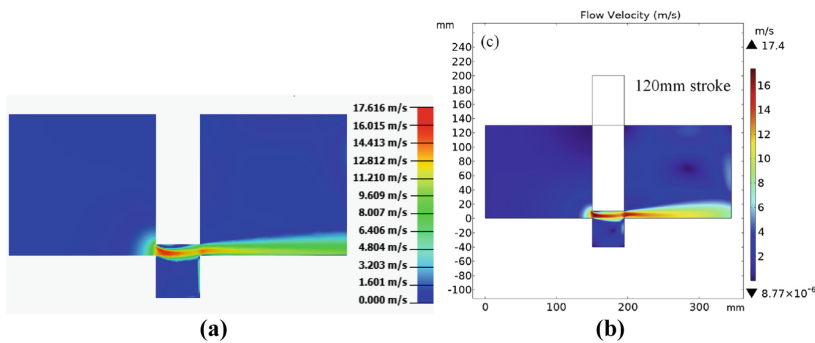 17.616 m/s
16.015 m/s
14.413 m/s
12.812 m/s
11.210 m/s
9.609 m/s
8.007 m/s
6.406 m/s
4.804 m/s
3.203 m/s
1.601 m/s
0.000 m/s
(a)
Flow Velocity (m/s)
mm
(c)
120mm stroke
240
220
200
180
160
140
120
100
80
60
40
20
0
-20
-40
-60
-80
-100
0
100
200
300
mm
m/s
▲ 17.4
16
14
12
10
8
6
4
2
▼ 8.77×10⁻⁶
(b)